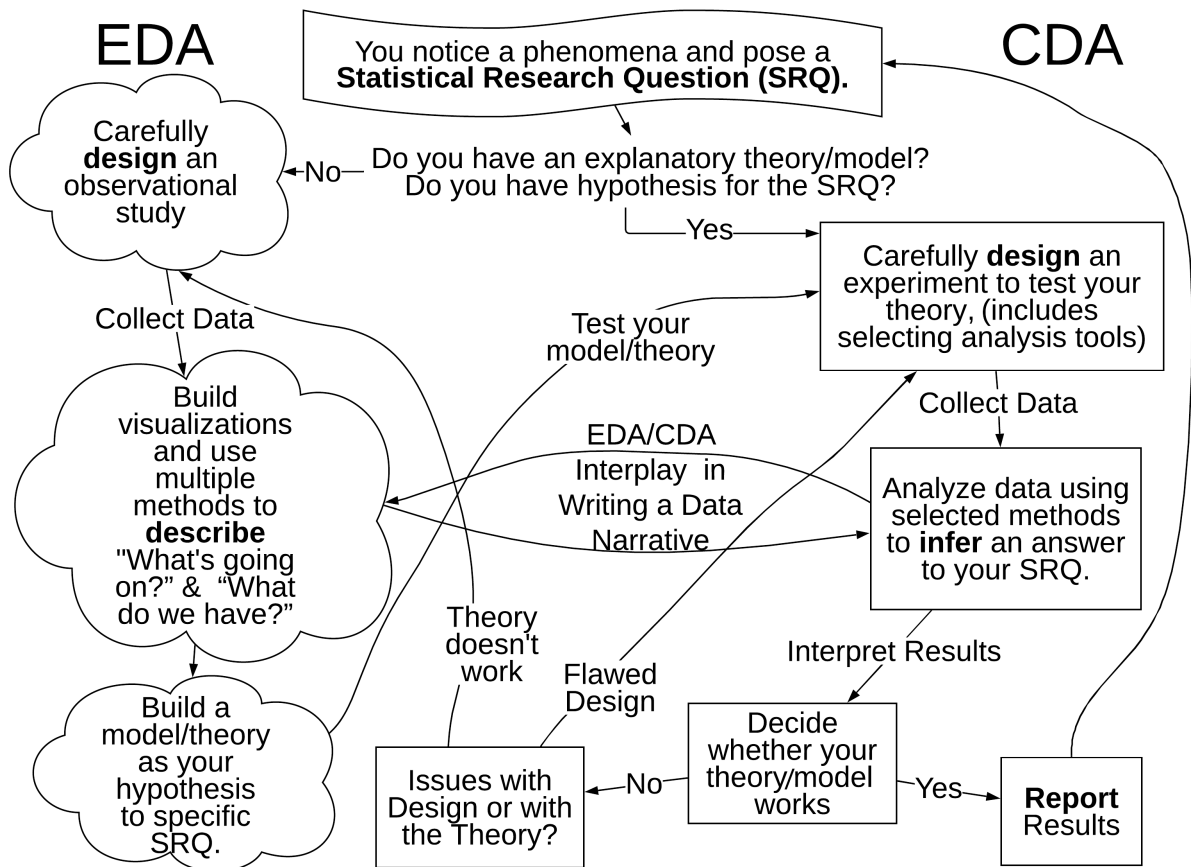 EDA
CDA
You notice a phenomena and pose a
Statistical Research Question (SRQ).
Do you have an explanatory theory/model?
Do you have hypothesis for the SRQ?
No
Yes
Carefully
design an
observational
study
Collect Data
Build
visualizations
and use
multiple
methods to
describe
"What's going
on?” & “What
do we have?”
Build a
model/theory
as your
hypothesis
to specific
SRQ.
Test your
model/theory
Carefully design an
experiment to test your
theory, (includes
selecting analysis tools)
Collect Data
EDA/CDA
Interplay in
Writing a Data
Narrative
Analyze data using
selected methods
to infer an answer
to your SRQ.
Interpret Results
Decide
whether your
theory/model
works
No
Yes
Issues with
Design or with
the Theory?
Theory
doesn't
work
Flawed
Design
Report
Results